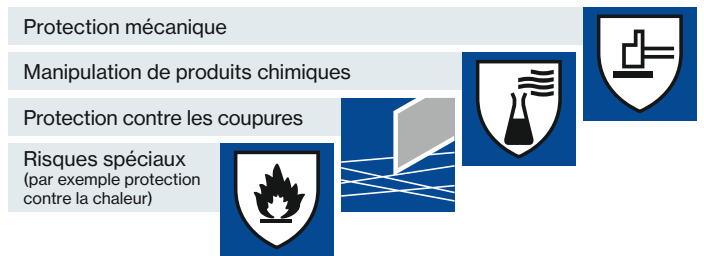 Protection mécanique
Manipulation de produits chimiques
Protection contre les coupures
Risques spéciaux
(par exemple protection
contre la chaleur)